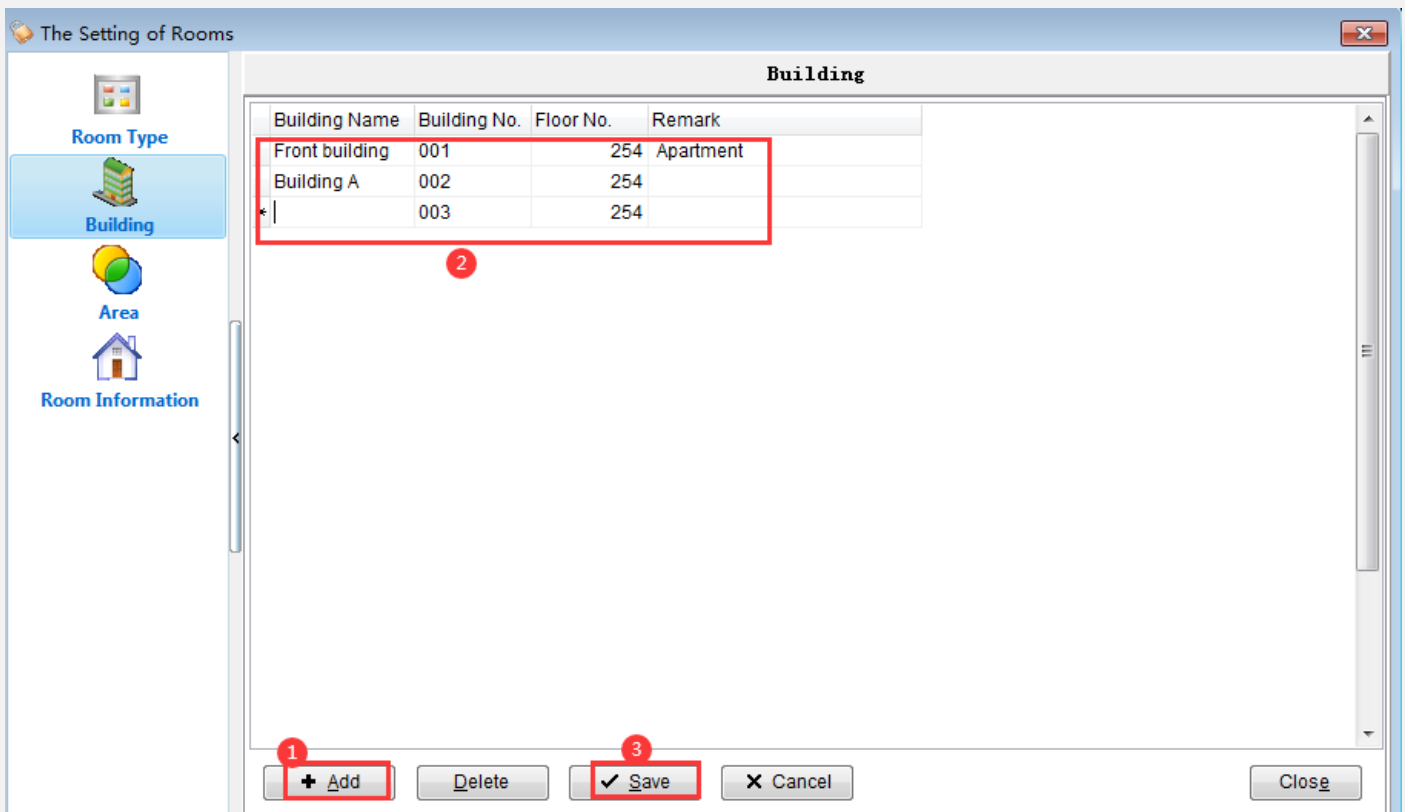 The Setting of Rooms
Building
Room Type
Building
Area
Room Information
Building Name Building No. Floor No. Remark
Front building 001 254 Apartment
Building A 002 254
* 003 254
2
1
3
+ Add Delete ✓ Save X Cancel Close